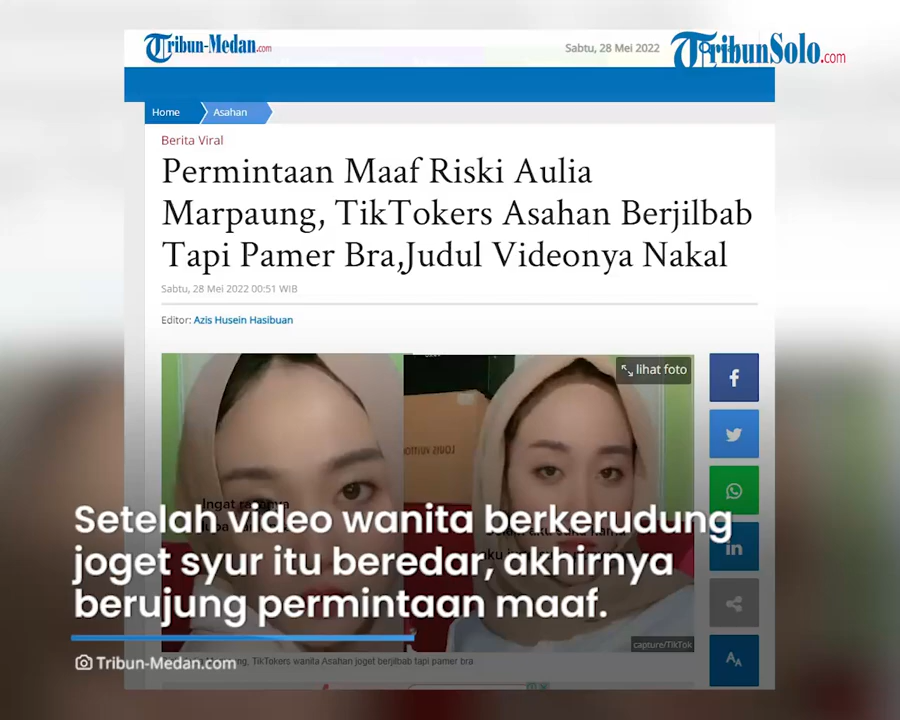 Tribun-Medan.com
Sabtu, 28 Mei 2022
TribunSolo.com
Home
Asahan
Berita Viral
Permintaan Maaf Riski Aulia
Marpaung, TikTokers Asahan Berjilbab
Tapi Pamer Bra,Judul Videonya Nakal
Sabtu, 28 Mei 2022 00:51 WIB
Editor: Azis Husein Hasibuan
lihat foto
Ingat
Setelah video wanita berkerudung
joget syur itu beredar, akhirnya
berujung permintaan maaf.
capture/TikTok
TikTokers wanita Asahan joget berjilbab tapi pamer bra
Tribun-Medan.com